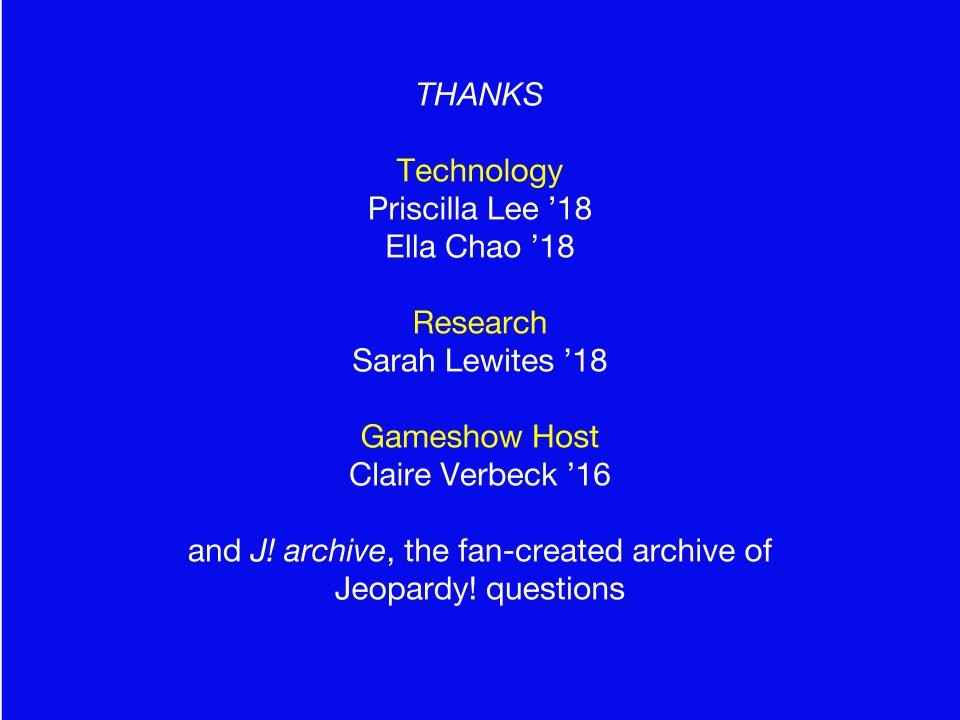 THANKS
Technology
Priscilla Lee ’18
Ella Chao ’18
Research
Sarah Lewites ’18
Gameshow Host
Claire Verbeck ’16
and J! archive, the fan-created archive of
Jeopardy! questions